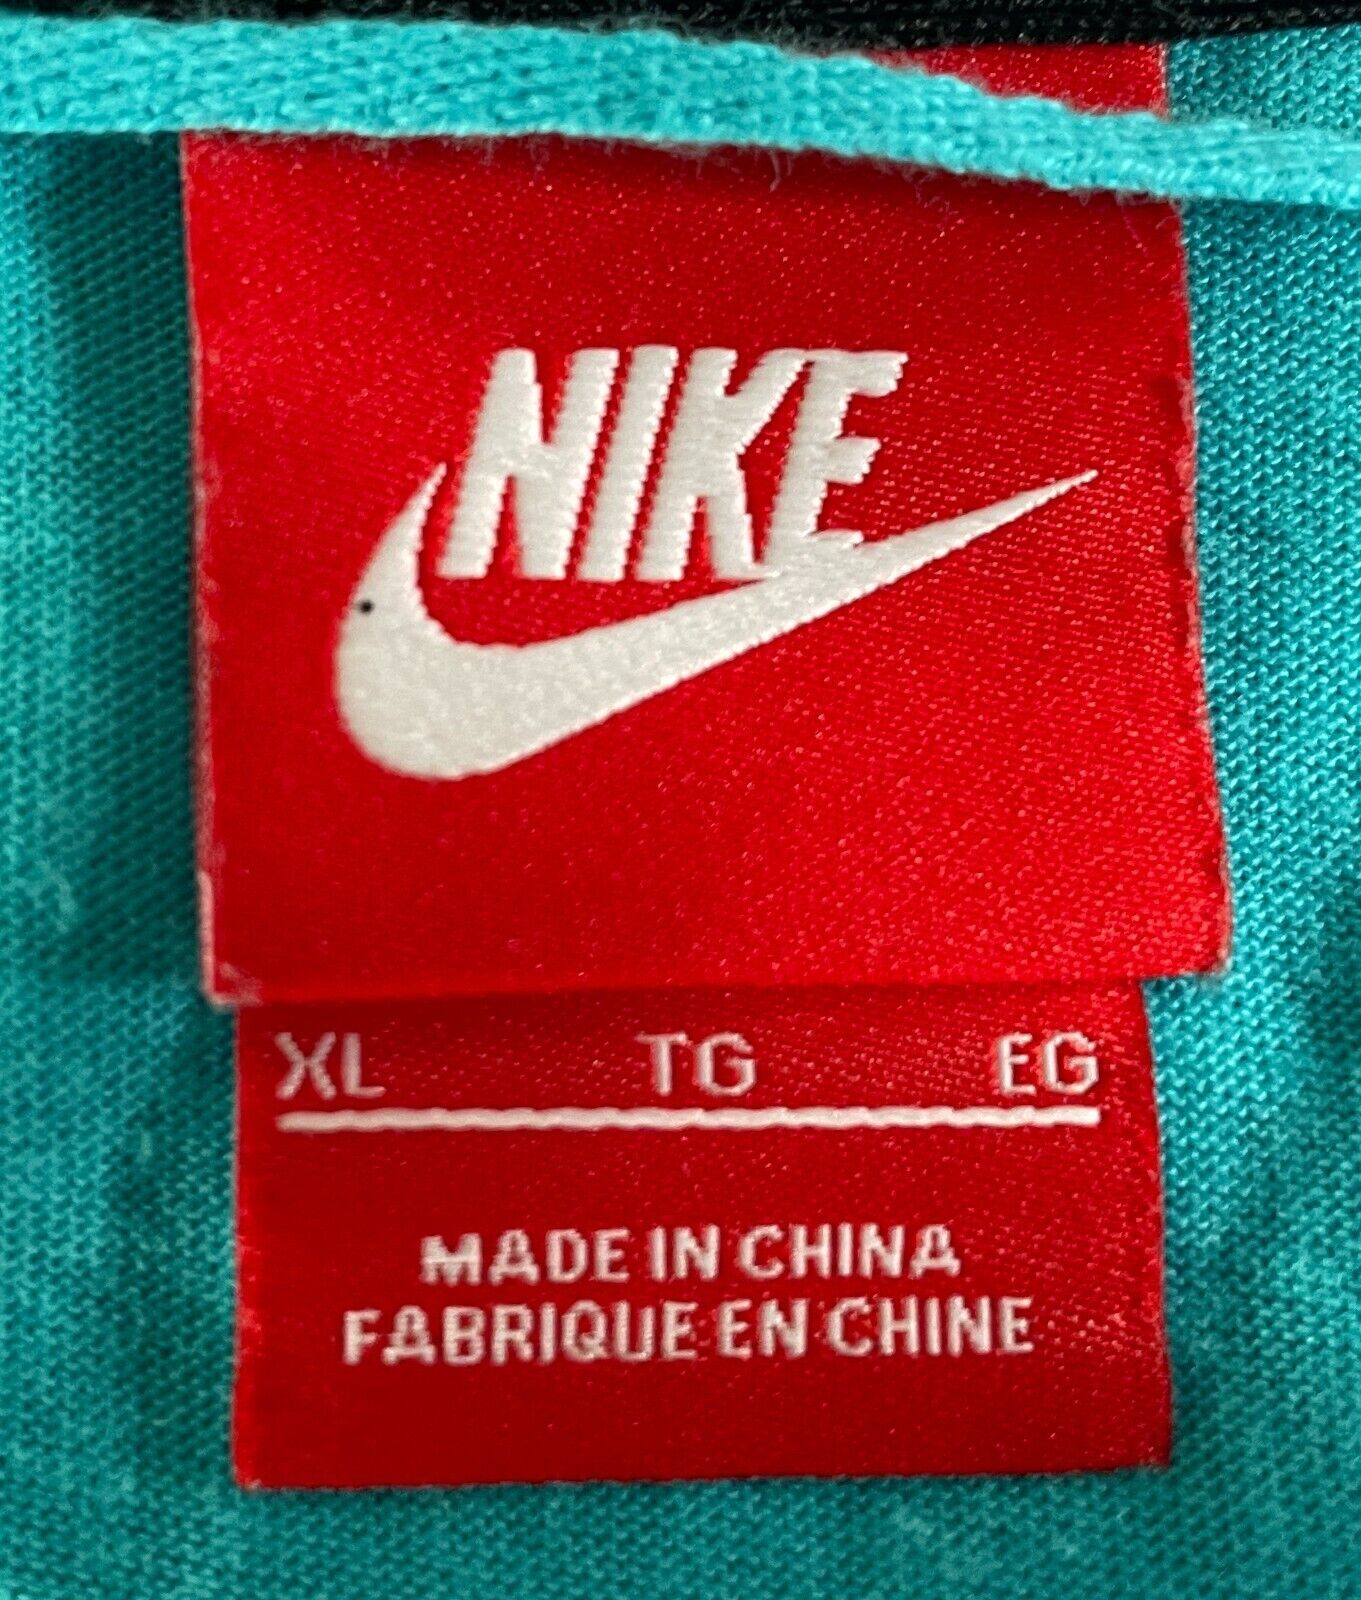 NIKE
XL TG EG
MADE IN CHINA
FABRIQUE EN CHINE